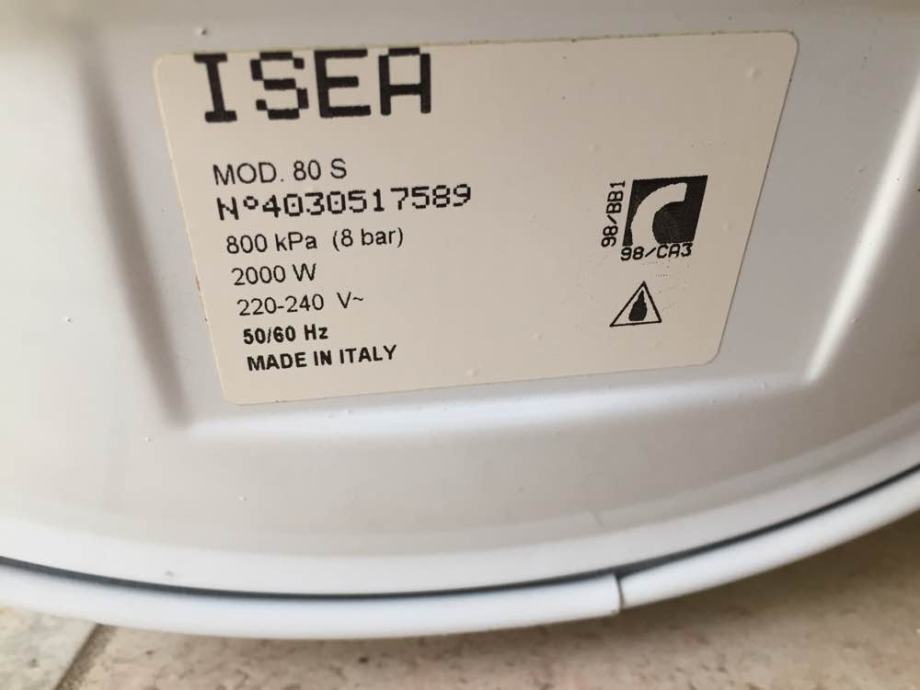 ISEA
MOD. 80 S
Nº4030517589
800 kPa (8 bar)
2000 W
220-240 V~
50/60 Hz
MADE IN ITALY
98/BB1
98/CA3